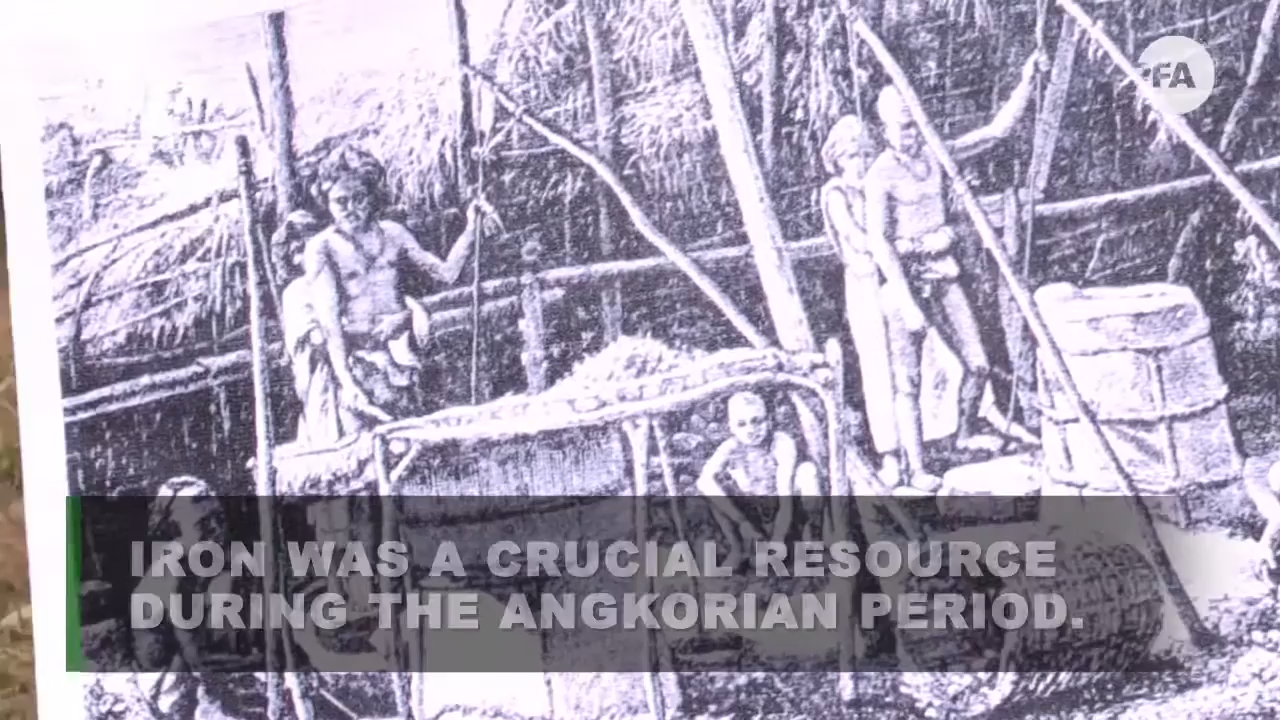 IRON WAS A CRUCIAL RESOURCE
DURING THE ANGKORIAN PERIOD.